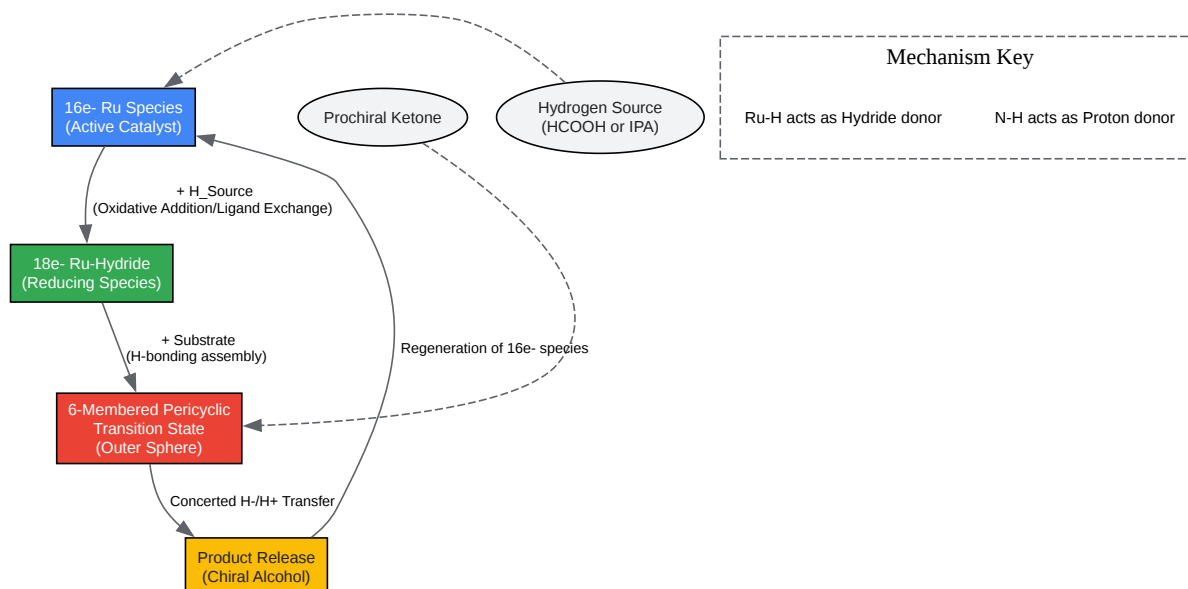 Mechanism Key
16e- Ru Species
(Active Catalyst)
Prochiral Ketone
Hydrogen Source
(HCOOH or IPA)
Ru-H acts as Hydride donor
N-H acts as Proton donor
+ H_Source
(Oxidative Addition/Ligand Exchange)
18e- Ru-Hydride
(Reducing Species)
+ Substrate
(H-bonding assembly)
Regeneration of 16e- species
6-Membered Pericyclic
Transition State
(Outer Sphere)
Concerted H-/H+ Transfer
Product Release
(Chiral Alcohol)